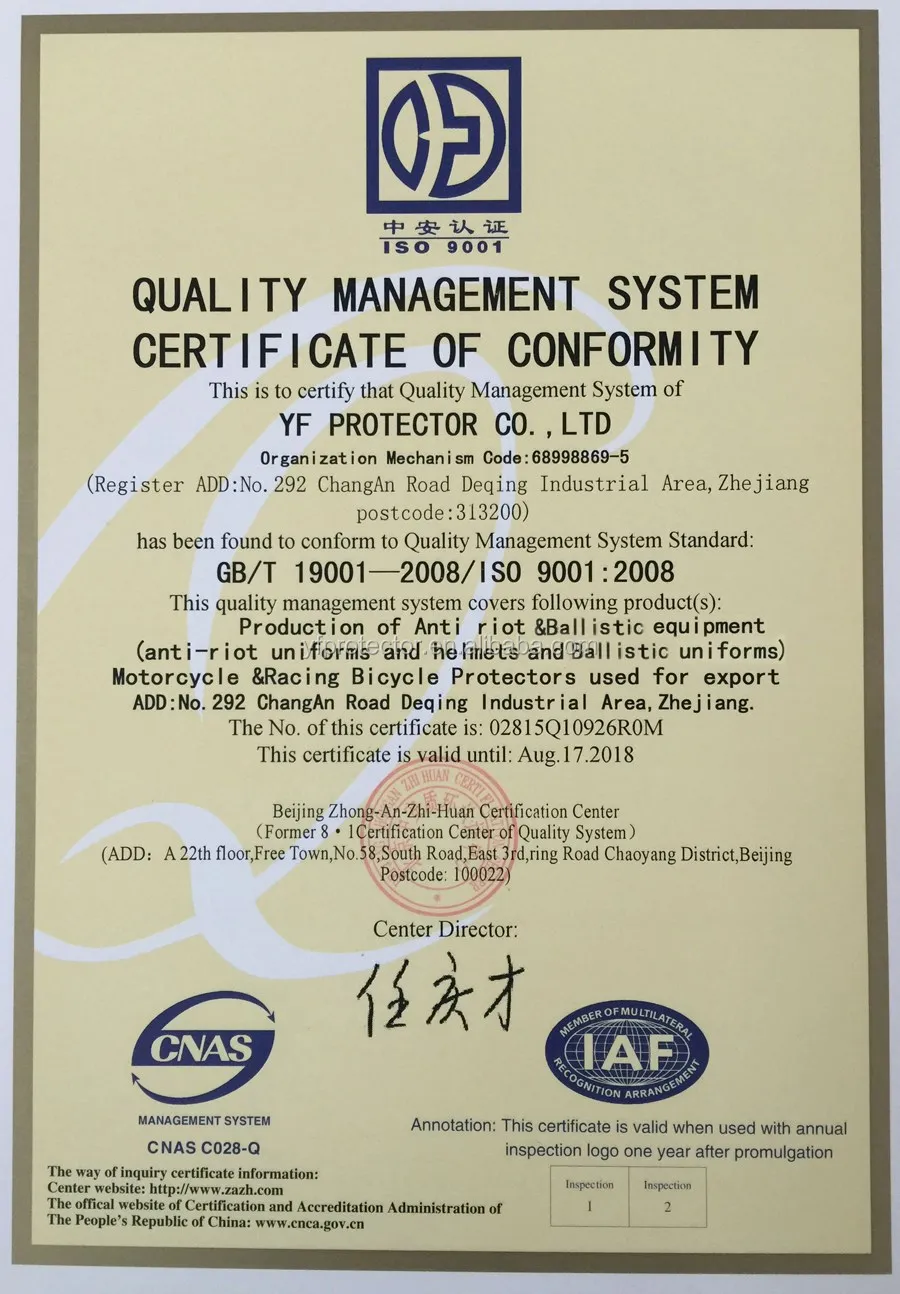 中安认证
ISO 9001
QUALITY MANAGEMENT SYSTEM
CERTIFICATE OF CONFORMITY
This is to certify that Quality Management System of
YF PROTECTOR CO.,LTD
Organization Mechanism Code:68998869-5
(Register ADD:No.292 ChangAn Road Deqing Industrial Area,Zhejiang
postcode:313200)
has been found to conform to Quality Management System Standard:
GB/T 19001—2008/ISO 9001:2008
This quality management system covers following product(s):
Production of Anti riot &Ballistic equipment
(anti-riot uniforms and helmets and Ballistic uniforms)
yfprotector.en.alibaba.com
Motorcycle &Racing Bicycle Protectors used for export
ADD:No.292 ChangAn Road Deqing Industrial Area,Zhejiang.
The No. of this certificate is: 02815Q10926R0M
This certificate is valid until: Aug.17.2018
Beijing Zhong-An-Zhi-Huan Certification Center
(Former 8·1Certification Center of Quality System)
(ADD: A 22th floor,Free Town,No.58,South Road,East 3rd,ring Road Chaoyang District,Beijing
Postcode: 100022)
Center Director:
任庆才
CNAS
MANAGEMENT SYSTEM
CNAS C028-Q
MEMBER OF MULTILATERAL
IAF
RECOGNITION ARRANGEMENT
Annotation: This certificate is valid when used with annual
inspection logo one year after promulgation
The way of inquiry certificate information:
Center website: http://www.zazh.com
The offical website of Certification and Accreditation Administration of
The People's Republic of China: www.cnca.gov.cn
Inspection Inspection
1 2